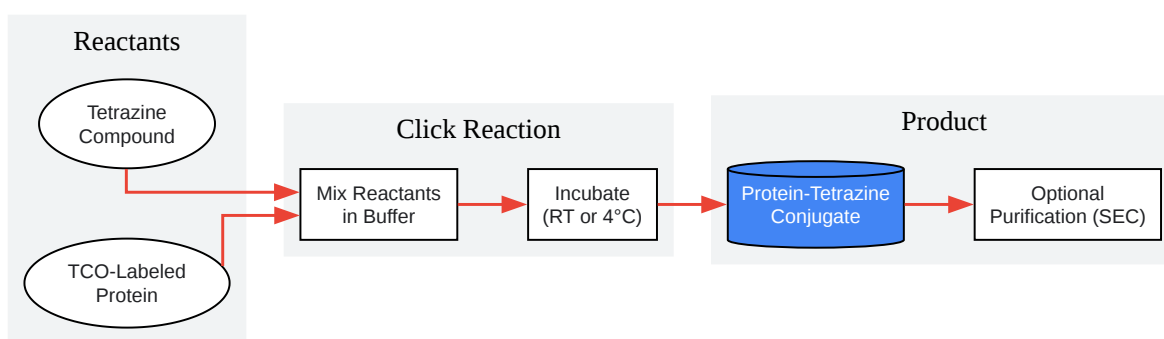 Reactants
Tetrazine
Compound
TCO-Labeled
Protein
Click Reaction
Mix Reactants
in Buffer
Incubate
(RT or 4°C)
Product
Protein-Tetrazine
Conjugate
Optional
Purification (SEC)